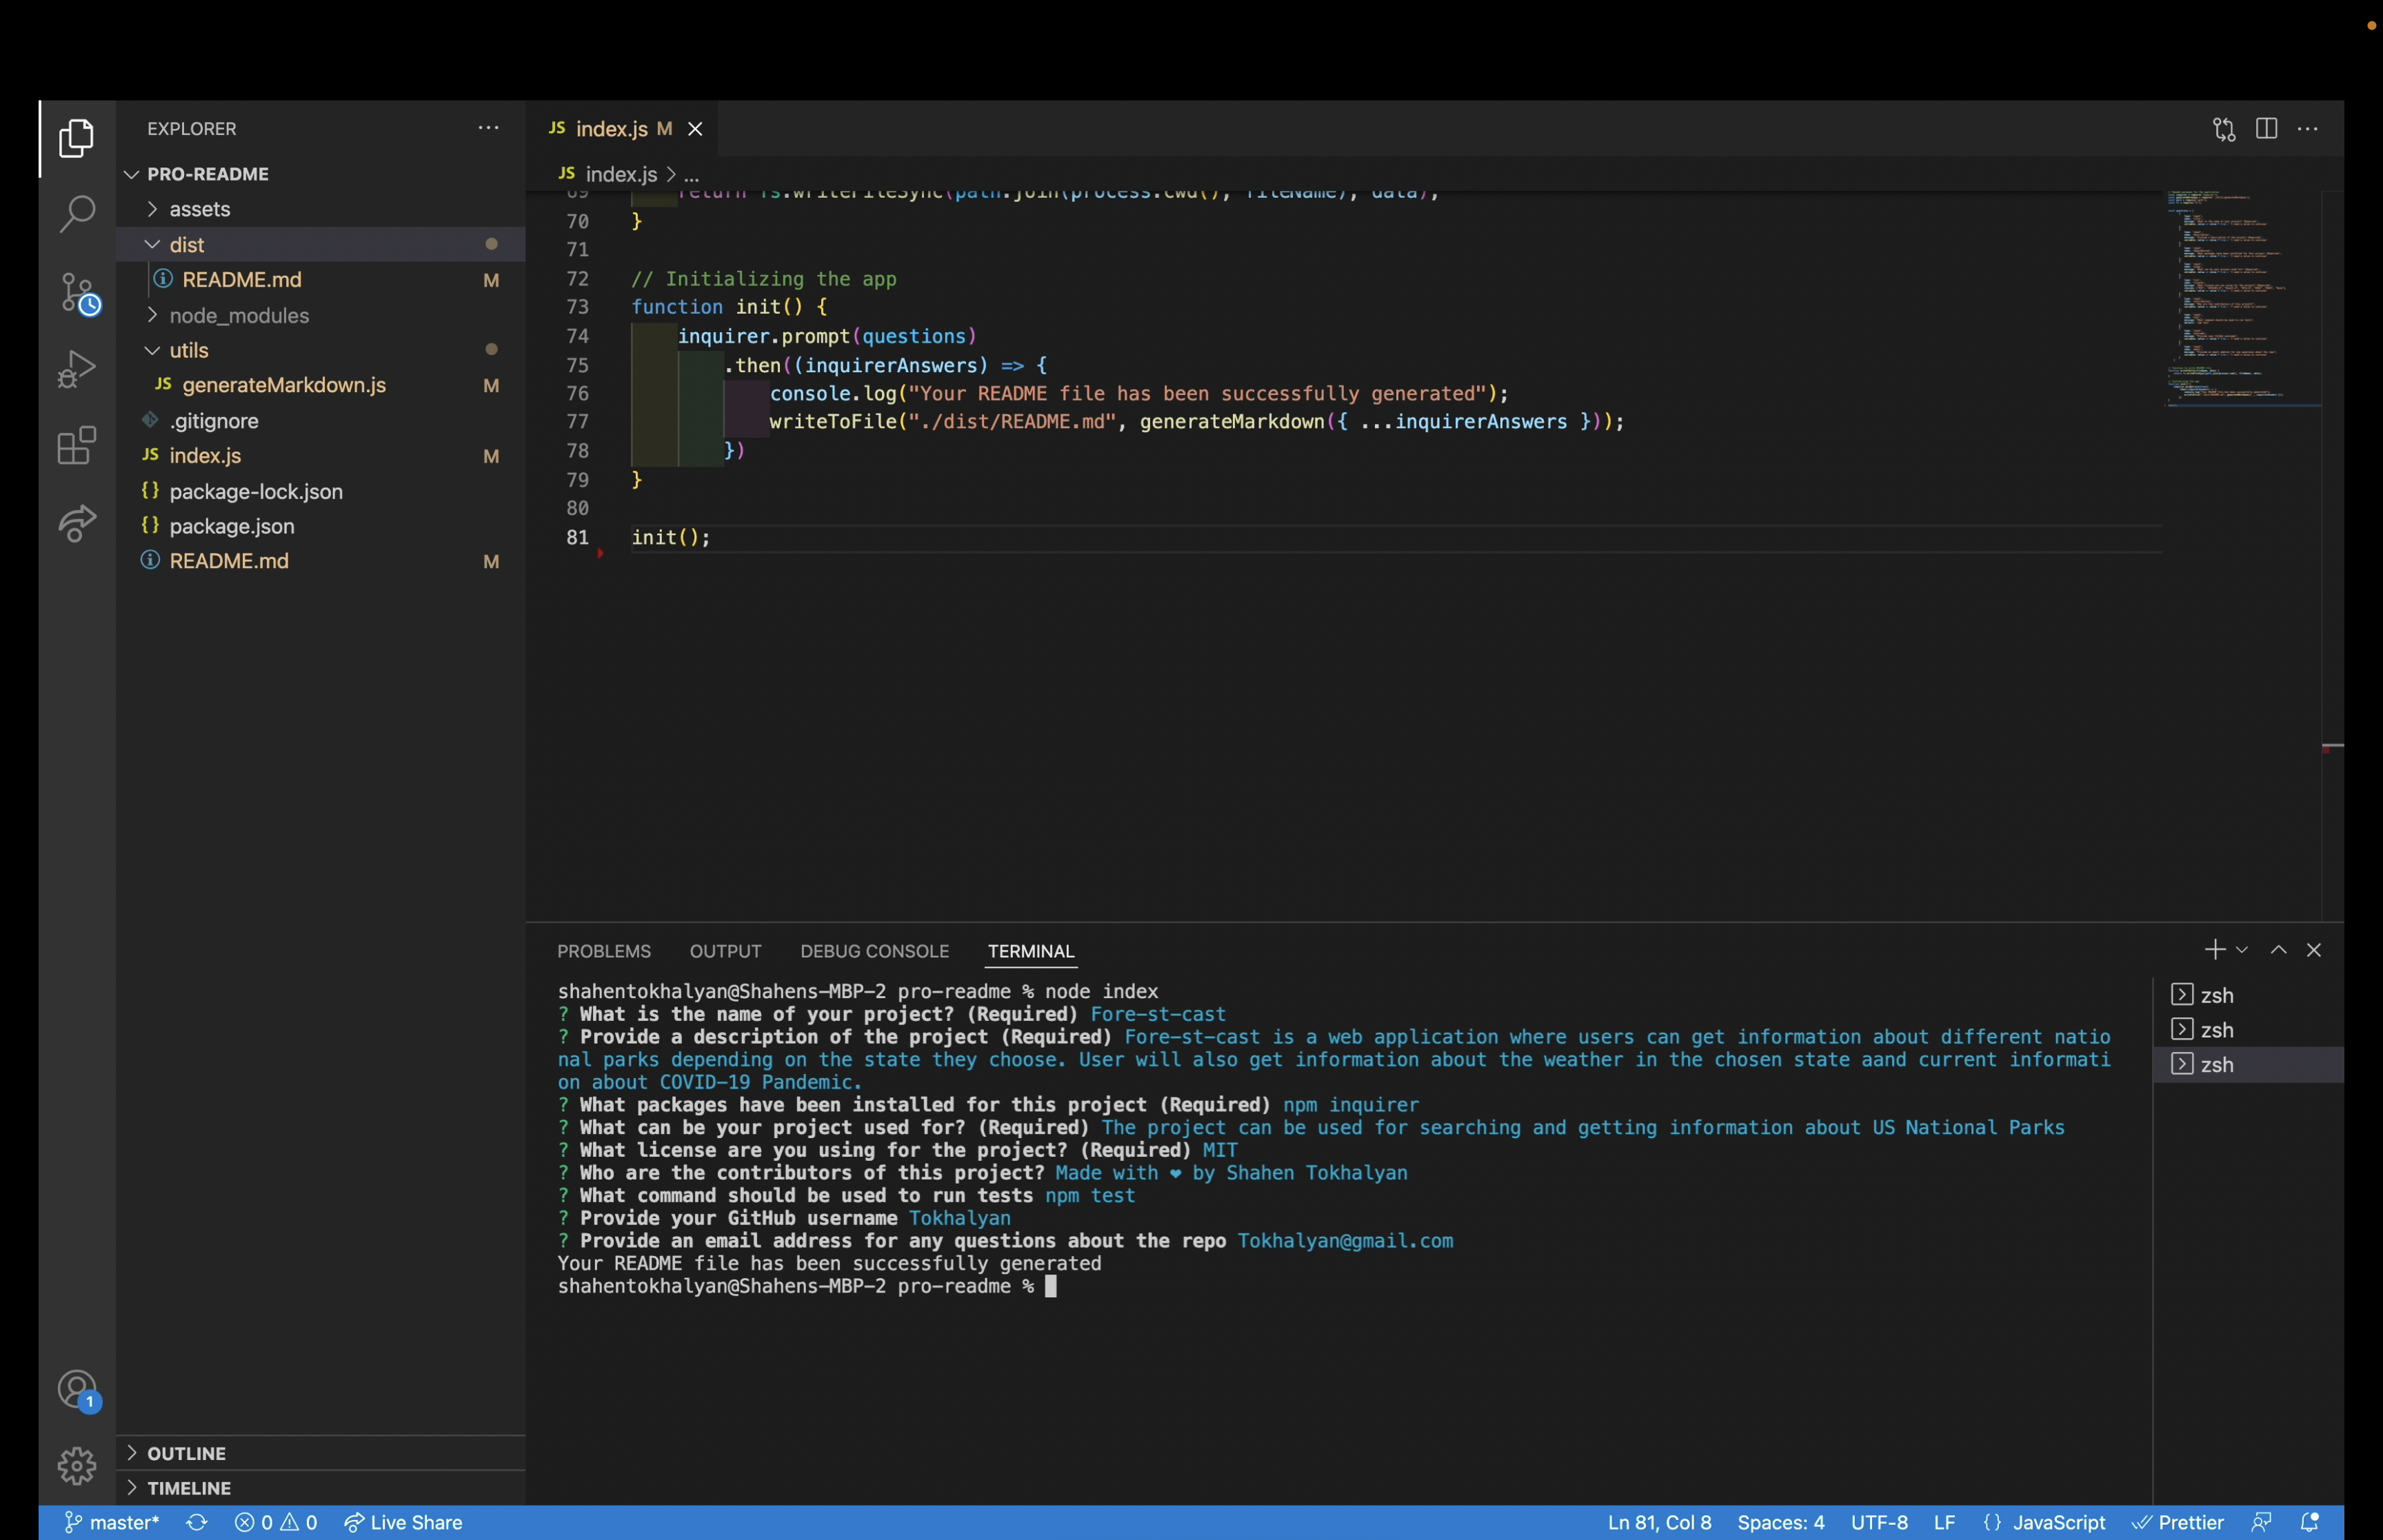 EXPLORER
PRO-README
assets
dist
README.md M
node_modules
utils
JS generateMarkdown.js M
.gitignore
JS index.js M
{} package-lock.json
{} package.json
README.md M
OUTLINE
TIMELINE
JS index.js M
JS index.js > ...
69 return fs.writeFileSync(path.join(process.cwd(), fileName), data);
70 }
71
72 // Initializing the app
73 function init() {
74 inquirer.prompt(questions)
75 .then((inquirerAnswers) => {
76 console.log("Your README file has been successfully generated");
77 writeToFile("./dist/README.md", generateMarkdown({ ...inquirerAnswers }));
78 })
79 }
80
81 init();
PROBLEMS OUTPUT DEBUG CONSOLE TERMINAL
shahentokhalyan@Shahens-MBP-2 pro-readme % node index
? What is the name of your project? (Required) Fore-st-cast
? Provide a description of the project (Required) Fore-st-cast is a web application where users can get information about different natio
nal parks depending on the state they choose. User will also get information about the weather in the chosen state aand current informati
on about COVID-19 Pandemic.
? What packages have been installed for this project (Required) npm inquirer
? What can be your project used for? (Required) The project can be used for searching and getting information about US National Parks
? What license are you using for the project? (Required) MIT
? Who are the contributors of this project? Made with ❤ by Shahen Tokhalyan
? What command should be used to run tests npm test
? Provide your GitHub username Tokhalyan
? Provide an email address for any questions about the repo Tokhalyan@gmail.com
Your README file has been successfully generated
shahentokhalyan@Shahens-MBP-2 pro-readme %
zsh
zsh
zsh
1
master* 0 0 Live Share Ln 81, Col 8 Spaces: 4 UTF-8 LF {} JavaScript Prettier